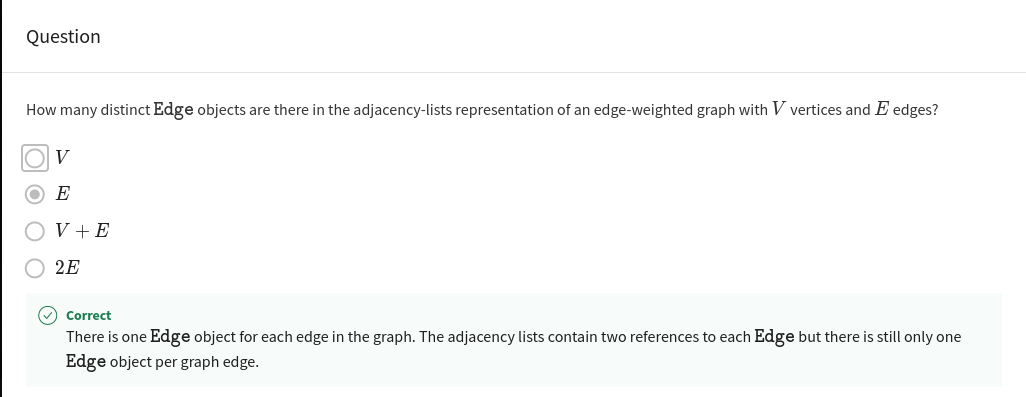 Question
How many distinct Edge objects are there in the adjacency-lists representation of an edge-weighted graph with V vertices and E edges?
V
E
V + E
2E
Correct
There is one Edge object for each edge in the graph. The adjacency lists contain two references to each Edge but there is still only one
Edge object per graph edge.